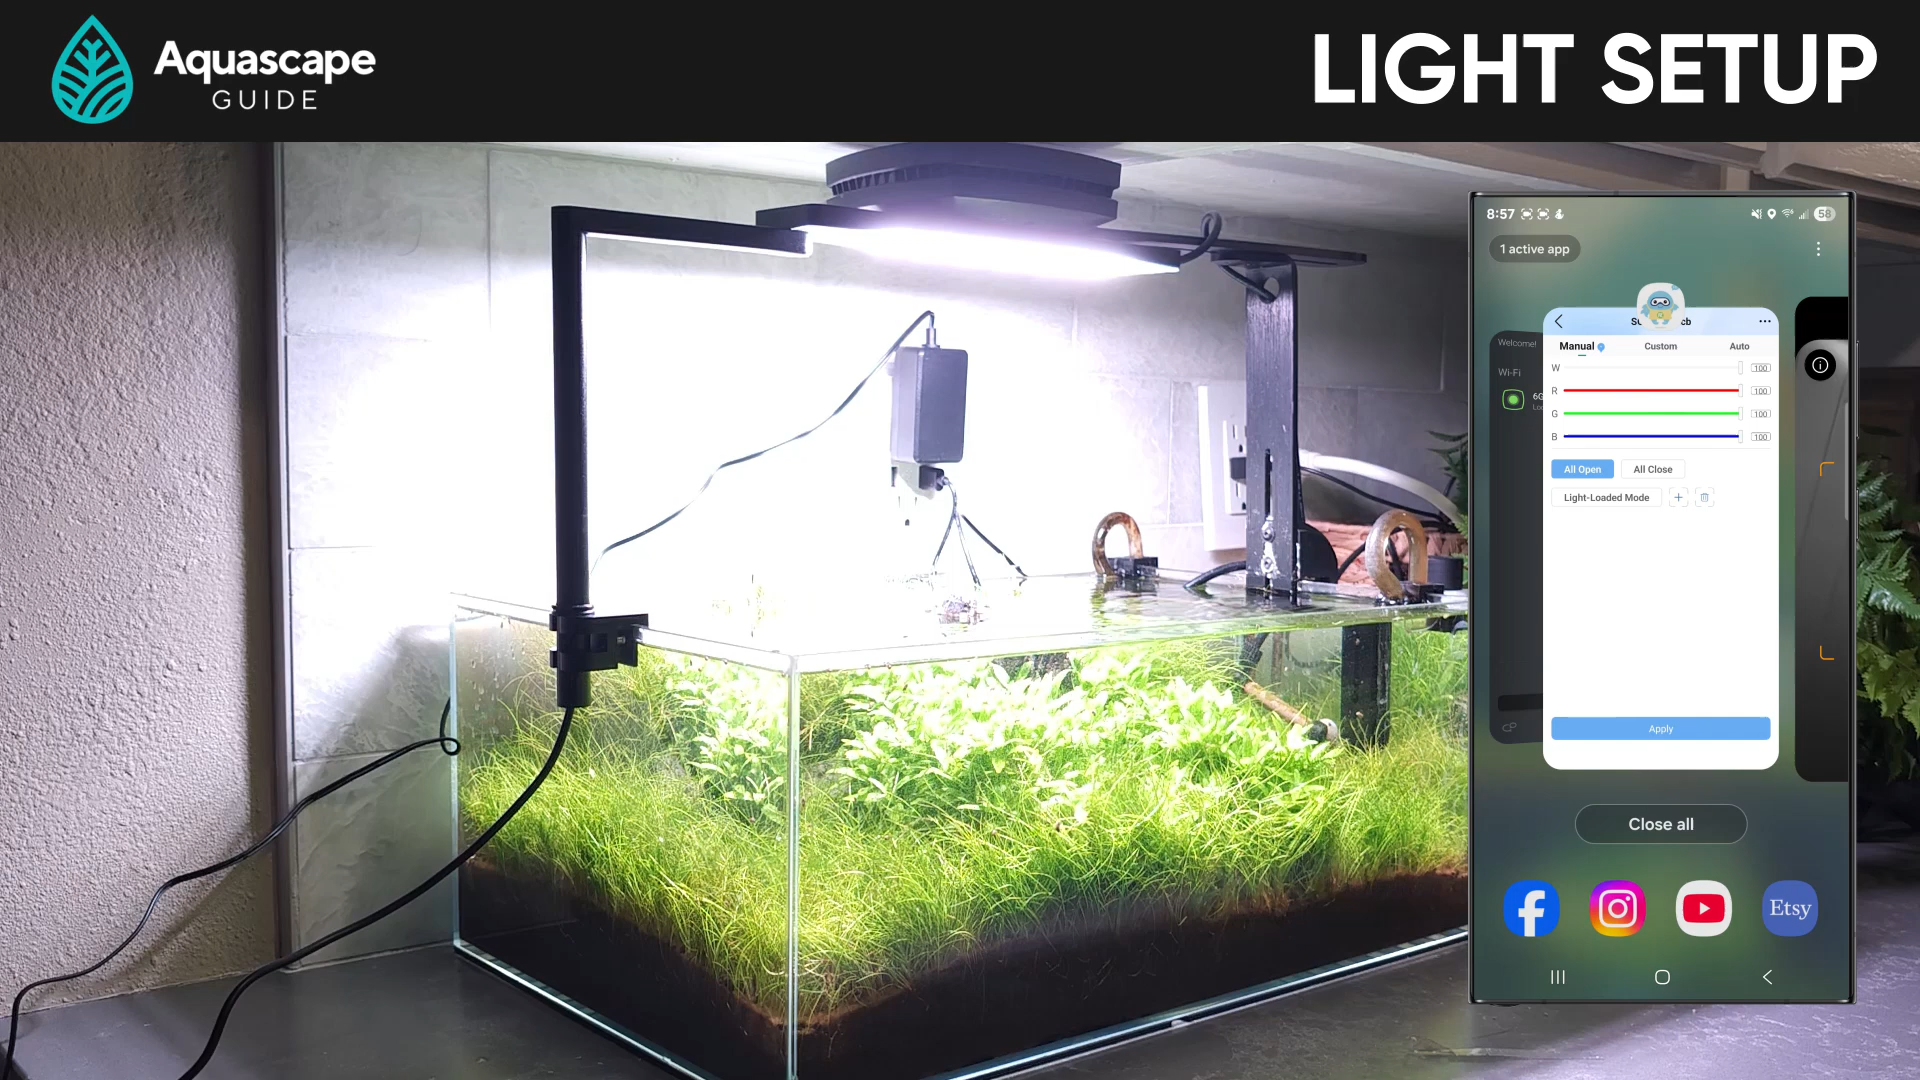 Aquascape
GUIDE
LIGHT SETUP
8:57
58
1 active app
Welcome!
Wi-Fi
Manual
Custom
Auto
W
100
R
100
G
100
B
100
All Open
All Close
Light-Loaded Mode
Apply
Close all
Etsy